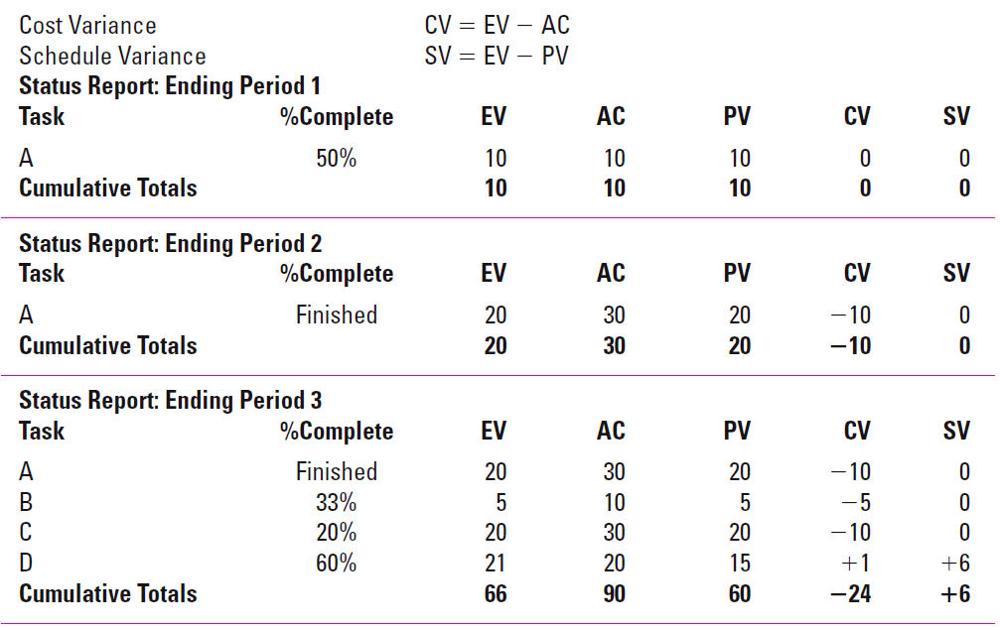 Cost Variance CV = EV − AC
Schedule Variance SV = EV − PV
Status Report: Ending Period 1
Task %Complete EV AC PV CV SV
A 50% 10 10 10 0 0
Cumulative Totals 10 10 10 0 0
Status Report: Ending Period 2
Task %Complete EV AC PV CV SV
A Finished 20 30 20 −10 0
Cumulative Totals 20 30 20 −10 0
Status Report: Ending Period 3
Task %Complete EV AC PV CV SV
A Finished 20 30 20 −10 0
B 33% 5 10 5 −5 0
C 20% 20 30 20 −10 0
D 60% 21 20 15 +1 +6
Cumulative Totals 66 90 60 −24 +6